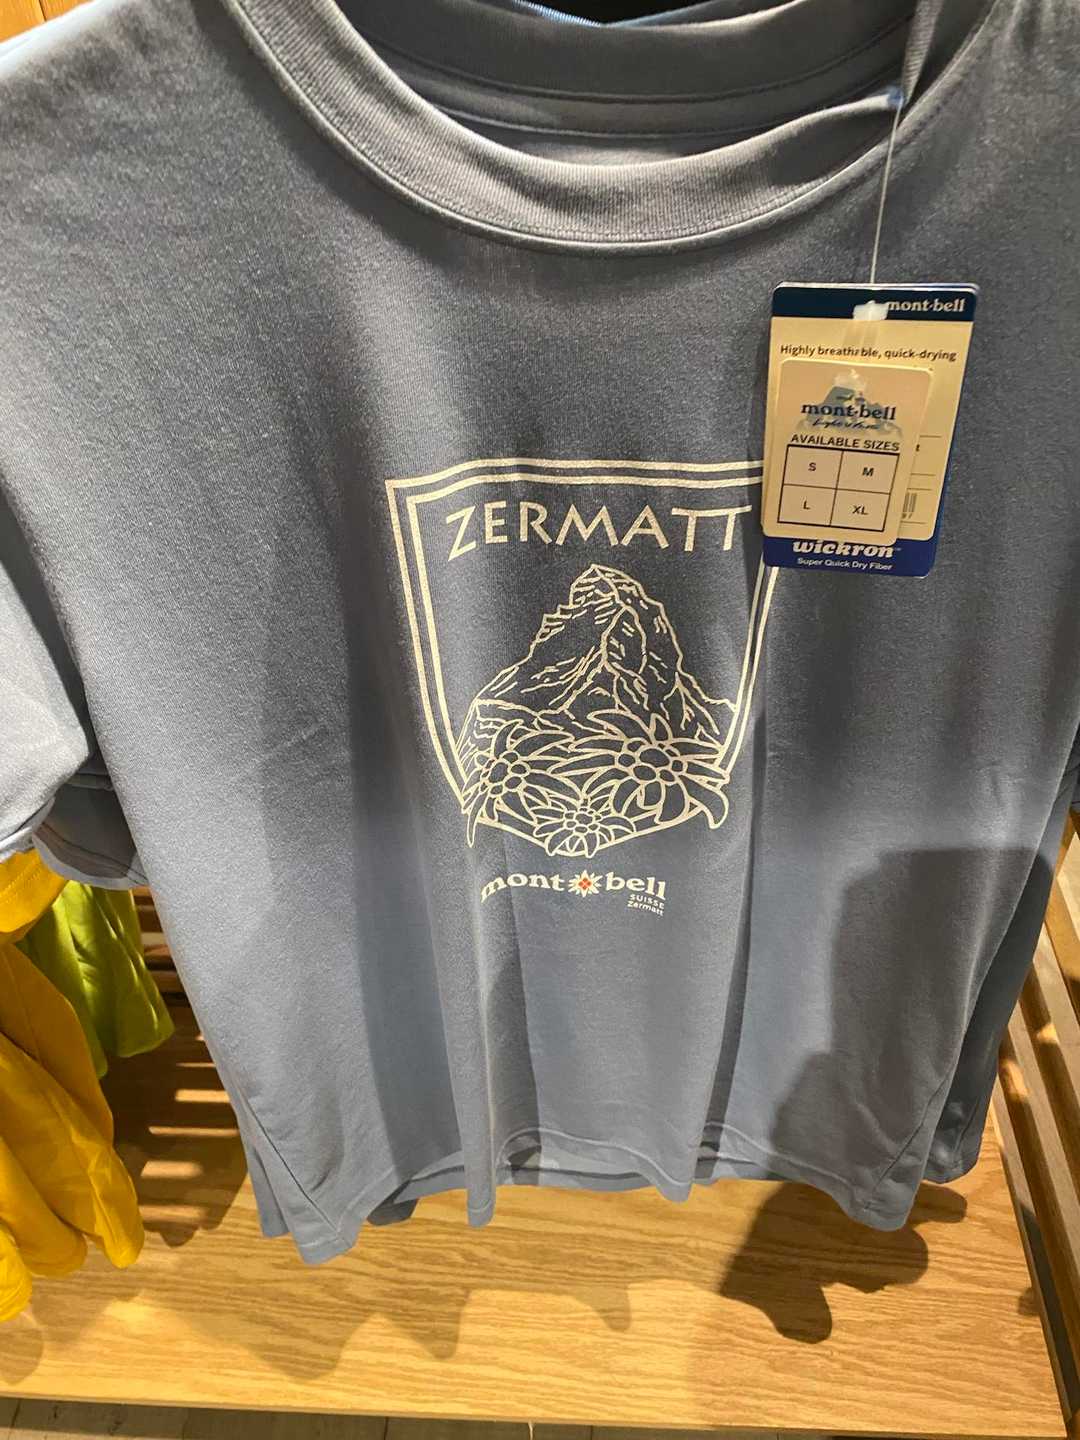 mont-bell
Highly breathable, quick-drying
mont-bell
AVAILABLE SIZES
S M
L XL
wickron™
Super Quick Dry Fiber
ZERMATT
mont bell
SUISSE
Zermatt